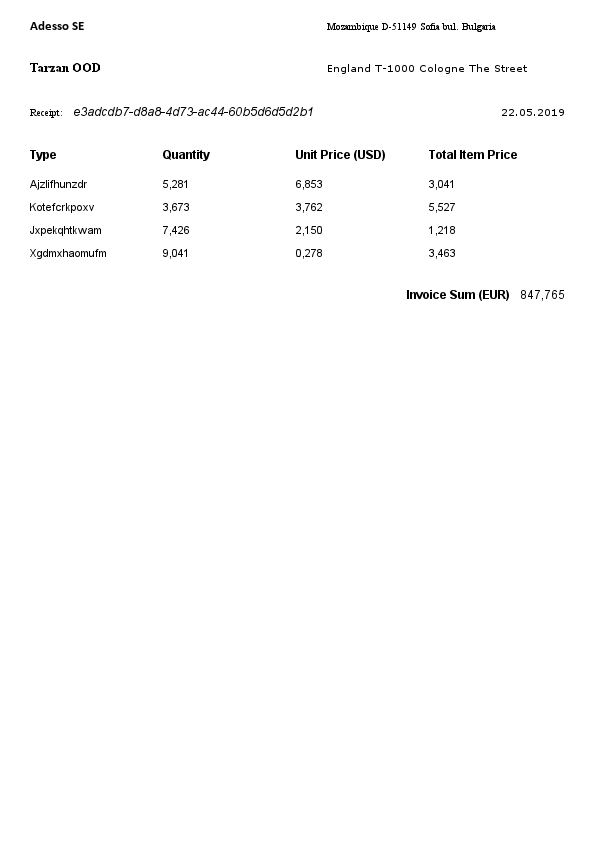 Adesso SE Mozambique D-51149 Sofia bul. Bulgaria
Tarzan OOD England T-1000 Cologne The Street
Receipt: e3adcdb7-d8a8-4d73-ac44-60b5d6d5d2b1 22.05.2019
Type Quantity Unit Price (USD) Total Item Price
Ajzlifhunzdr 5,281 6,853 3,041
Kotefcrkpoxv 3,673 3,762 5,527
Jxpekqhtkwam 7,426 2,150 1,218
Xgdmxhaomufm 9,041 0,278 3,463
Invoice Sum (EUR) 847,765